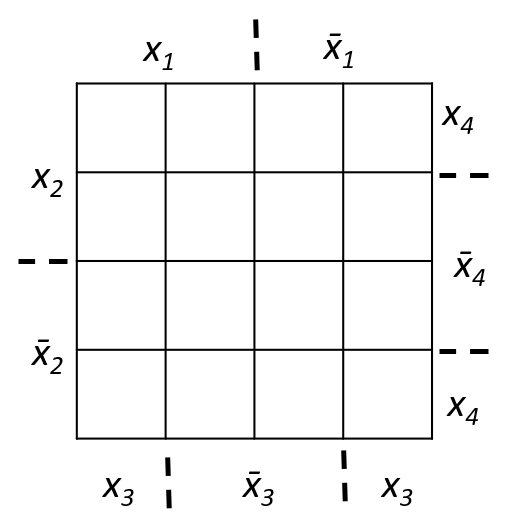 x₁ x̄₁
x₄
x₂
x̄₄
x̄₂
x₄
x₃ x̄₃ x₃